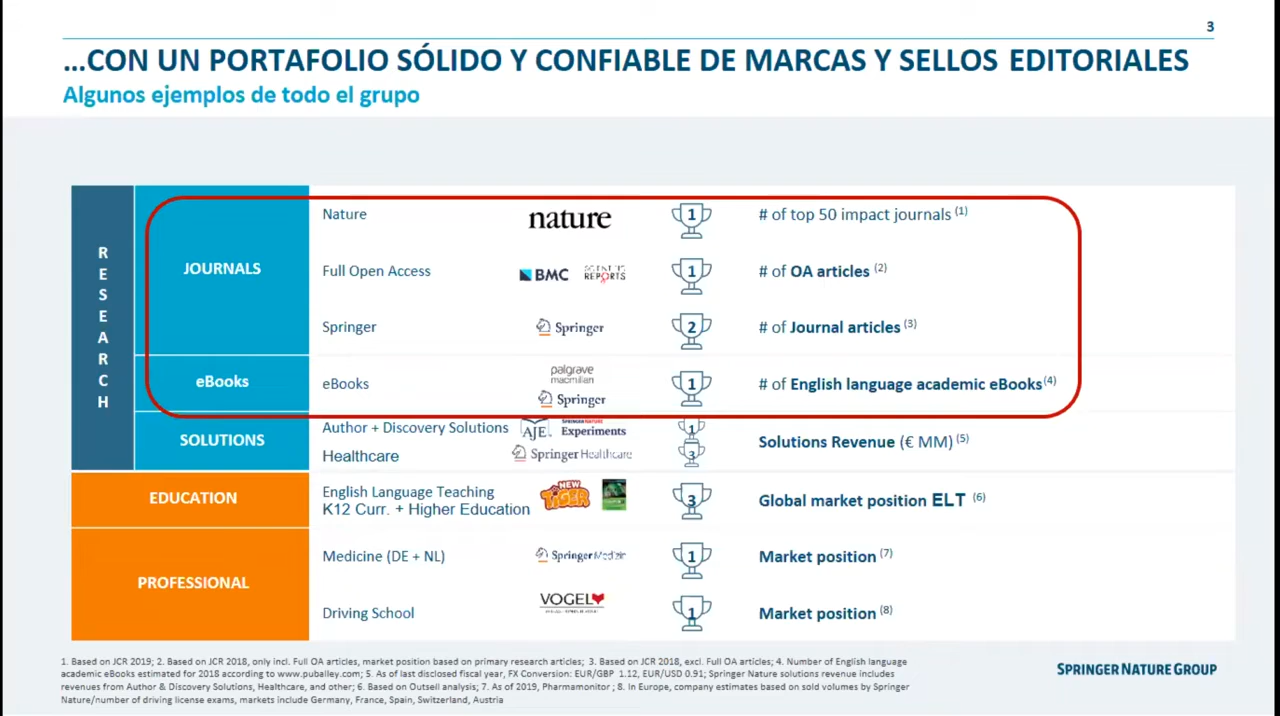 3
...CON UN PORTAFOLIO SÓLIDO Y CONFIABLE DE MARCAS Y SELLOS EDITORIALES
Algunos ejemplos de todo el grupo
RESEARCH
JOURNALS
Nature
nature
1
# of top 50 impact journals (1)
Full Open Access
BMC
SCIENTIFIC REPORTS
1
# of OA articles (2)
Springer
Springer
2
# of Journal articles (3)
eBooks
eBooks
palgrave
macmillan
Springer
1
# of English language academic eBooks(4)
SOLUTIONS
Author + Discovery Solutions
AJE
SPRINGER NATURE
Experiments
1
Healthcare
Springer Healthcare
3
Solutions Revenue (€ MM) (5)
EDUCATION
English Language Teaching
K12 Curr. + Higher Education
NEW
TIGER
3
Global market position ELT (6)
PROFESSIONAL
Medicine (DE + NL)
Springer Medizin
1
Market position (7)
Driving School
VOGEL
1
Market position (8)
1. Based on JCR 2019; 2. Based on JCR 2018, only incl. Full OA articles, market position based on primary research articles; 3. Based on JCR 2018, excl. Full OA articles; 4. Number of English language
academic eBooks estimated for 2018 according to www.puballey.com; 5. As of last disclosed fiscal year, FX Conversion: EUR/GBP 1.12, EUR/USD 0.91; Springer Nature solutions revenue includes
revenues from Author & Discovery Solutions, Healthcare, and other; 6. Based on Outsell analysis; 7. As of 2019, Pharmamonitor ; 8. In Europe, company estimates based on sold volumes by Springer
Nature/number of driving license exams, markets include Germany, France, Spain, Switzerland, Austria
SPRINGER NATURE GROUP